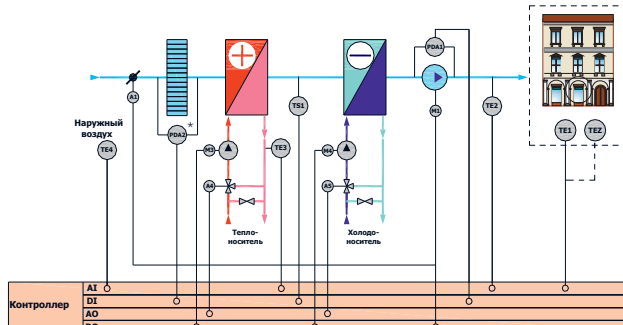 PDA1
A1
TS1
M1
TE2
Наружный
воздух
*
PDA2
TE1
TEZ
TE4
M3
TE3
M4
A4
A5
Тепло-
носитель
Холодо-
носитель
AI
Контроллер
DI
AO